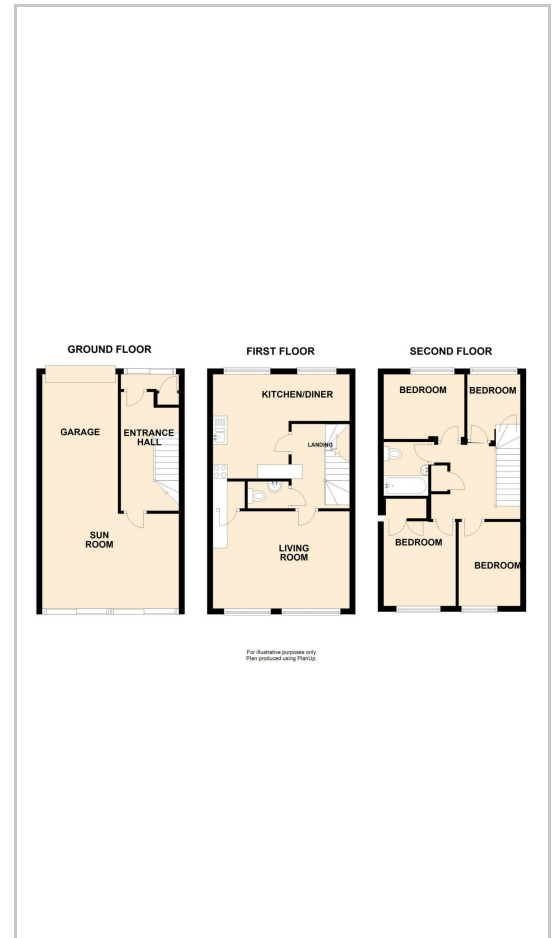 GROUND FLOOR
GARAGE
ENTRANCE
HALL
SUN
ROOM
FIRST FLOOR
KITCHEN/DINER
LANDING
LIVING
ROOM
SECOND FLOOR
BEDROOM
BEDROOM
BEDROOM
BEDROOM
For illustrative purposes only
Plan produced using PlanUp.